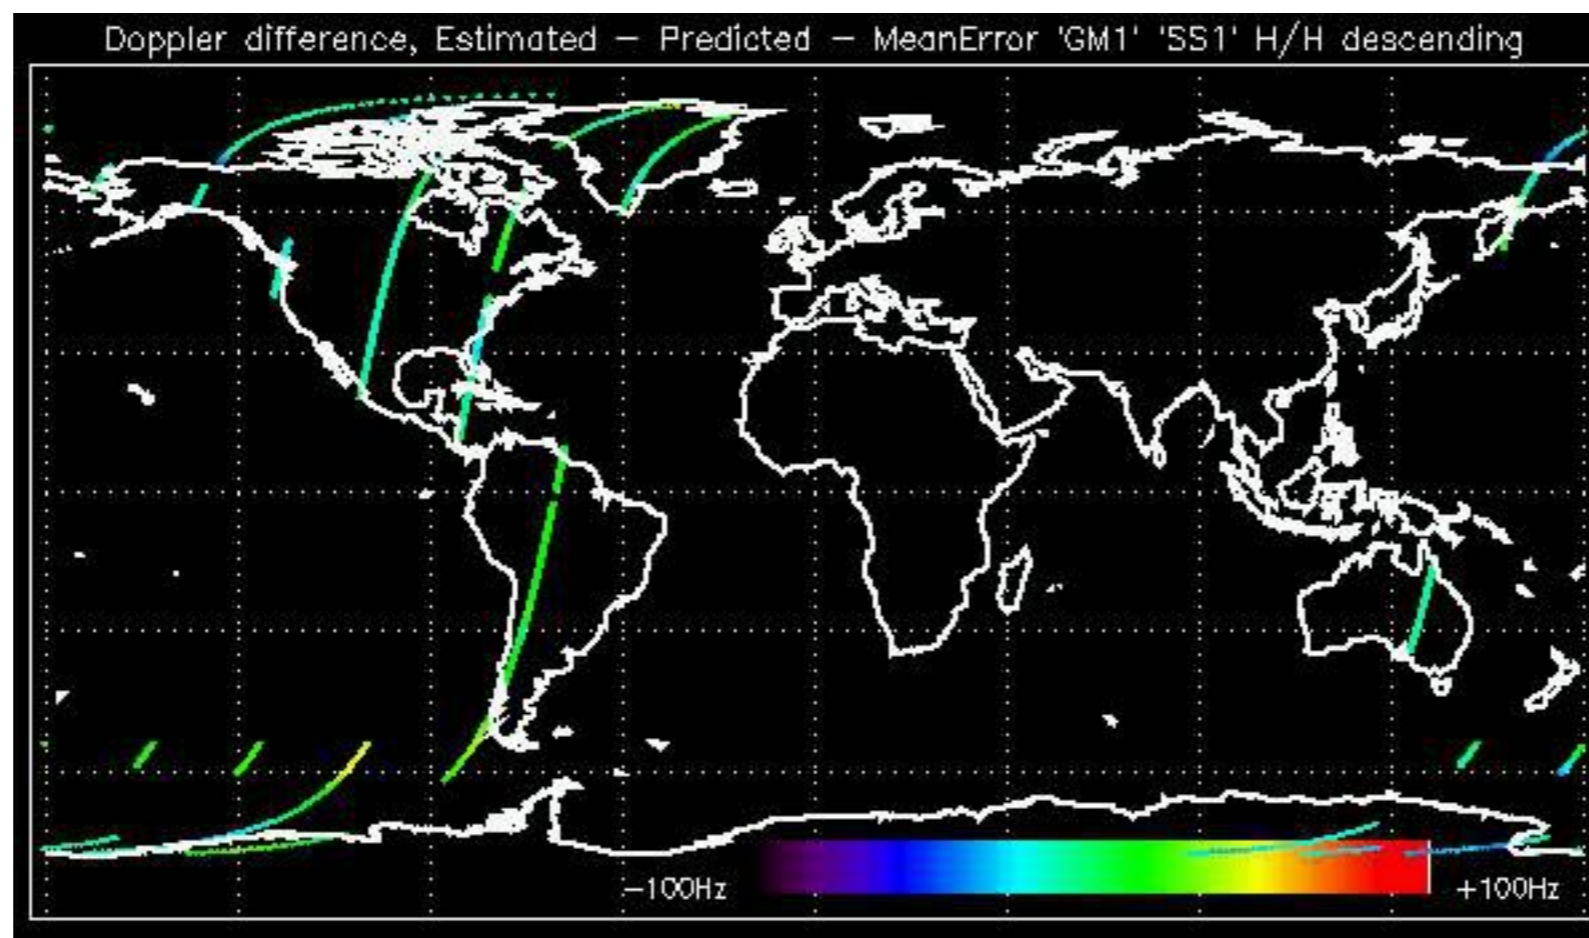 Doppler difference, Estimated - Predicted - MeanError 'GM1' 'SS1' H/H descending
-100Hz +100Hz